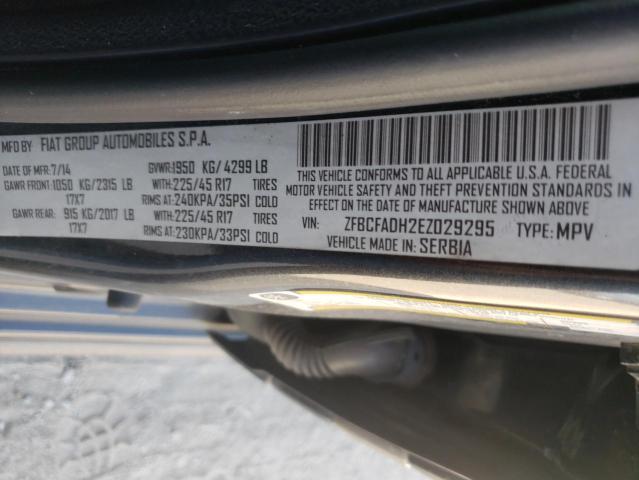 MFD BY FIAT GROUP AUTOMOBILES S.P.A.
DATE OF MFR:7/14 GVWR:1950 KG/4299 LB
GAWR FRONT:1050 KG/2315 LB WITH:225/45 R17 TIRES
17X7 RIMS AT:240KPA/35PSI COLD
GAWR REAR: 915 KG/2017 LB WITH:225/45 R17 TIRES
17X7 RIMS AT:230KPA/33PSI COLD
THIS VEHICLE CONFORMS TO ALL APPLICABLE U.S.A. FEDERAL
MOTOR VEHICLE SAFETY AND THEFT PREVENTION STANDARDS IN
EFFECT ON THE DATE OF MANUFACTURE SHOWN ABOVE
VIN: ZFBCFADH2EZ029295 TYPE: MPV
VEHICLE MADE IN SERBIA